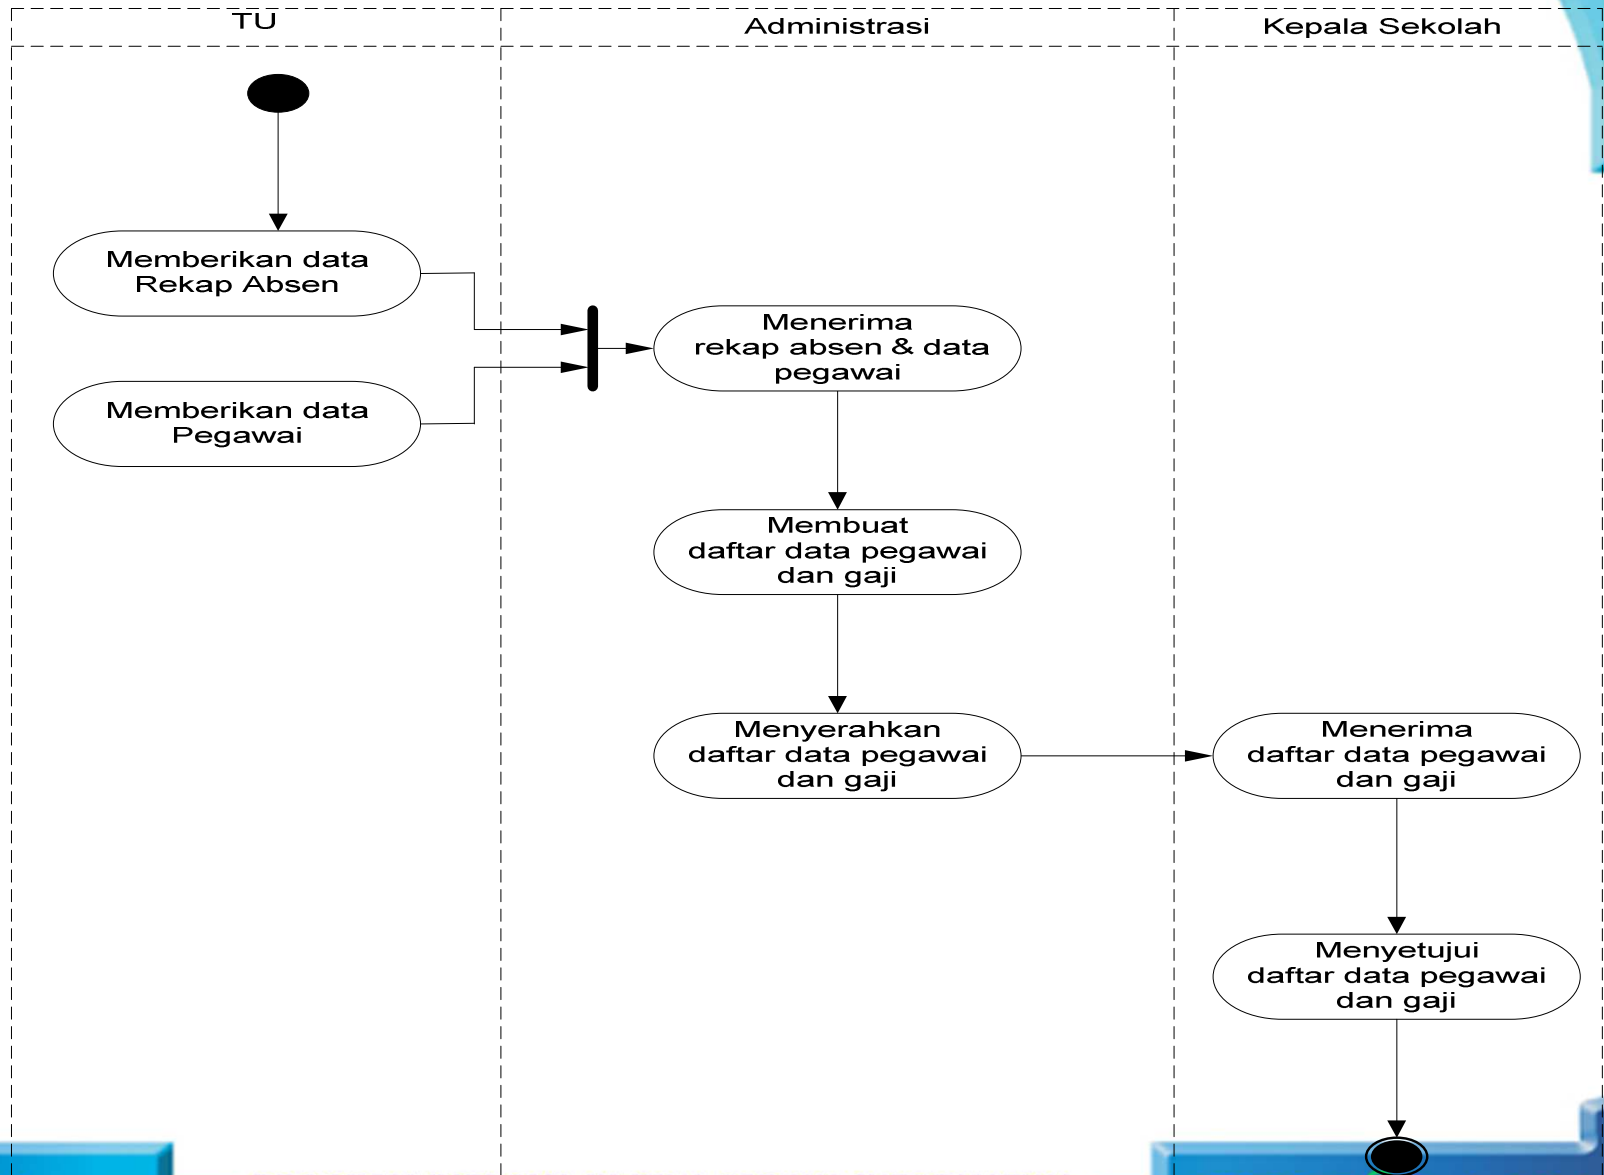 TU
Administrasi
Kepala Sekolah
Memberikan data
Rekap Absen
Memberikan data
Pegawai
Menerima
rekap absen & data
pegawai
Membuat
daftar data pegawai
dan gaji
Menyerahkan
daftar data pegawai
dan gaji
Menerima
daftar data pegawai
dan gaji
Menyetujui
daftar data pegawai
dan gaji